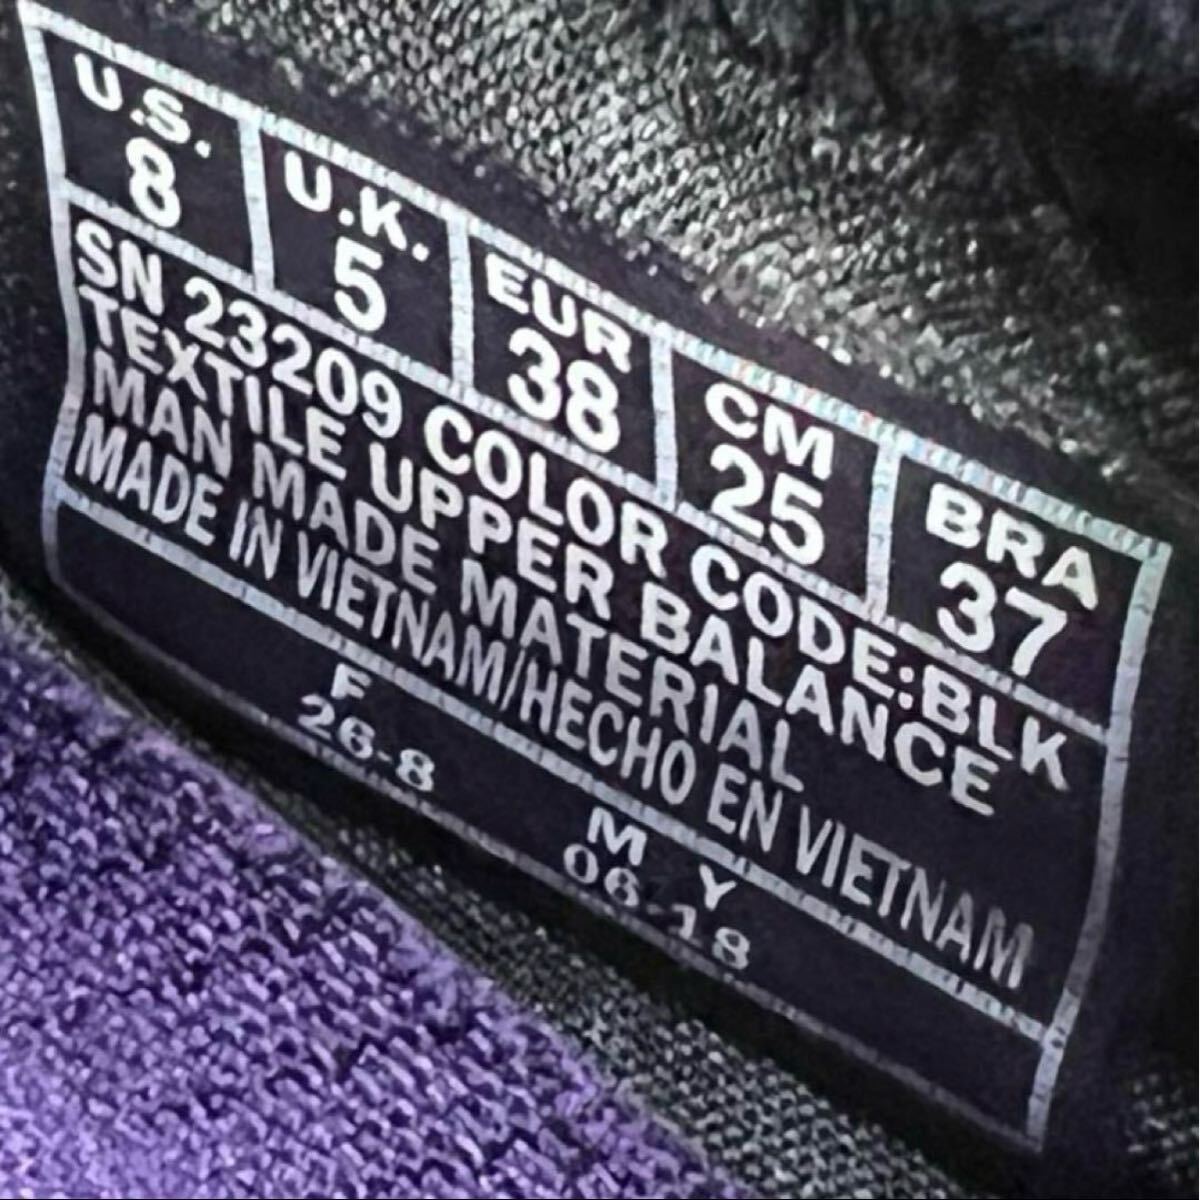 U.S. U.K. EUR CM BRA
8 5 38 25 37
SN 23209 COLOR CODE:BLK
TEXTILE UPPER BALANCE
MAN MADE MATERIAL
MADE IN VIETNAM/HECHO EN VIETNAM
F M Y
26-8 06-18